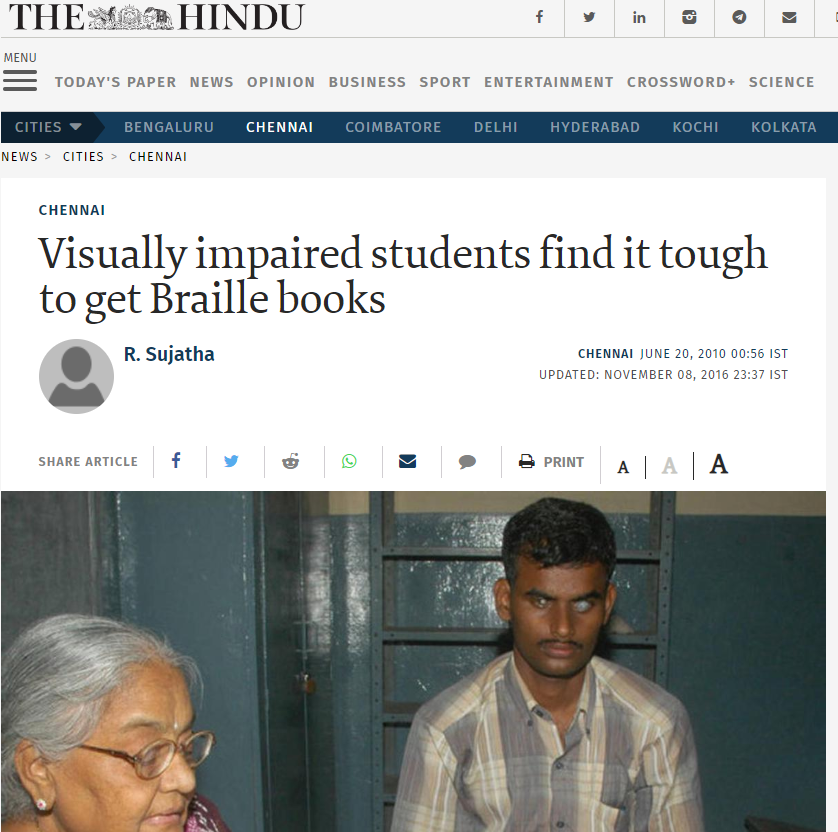 THE HINDU
MENU
TODAY'S PAPER NEWS OPINION BUSINESS SPORT ENTERTAINMENT CROSSWORD+ SCIENCE
CITIES BENGALURU CHENNAI COIMBATORE DELHI HYDERABAD KOCHI KOLKATA
NEWS > CITIES > CHENNAI
CHENNAI
Visually impaired students find it tough
to get Braille books
R. Sujatha
CHENNAI JUNE 20, 2010 00:56 IST
UPDATED: NOVEMBER 08, 2016 23:37 IST
SHARE ARTICLE PRINT A A A